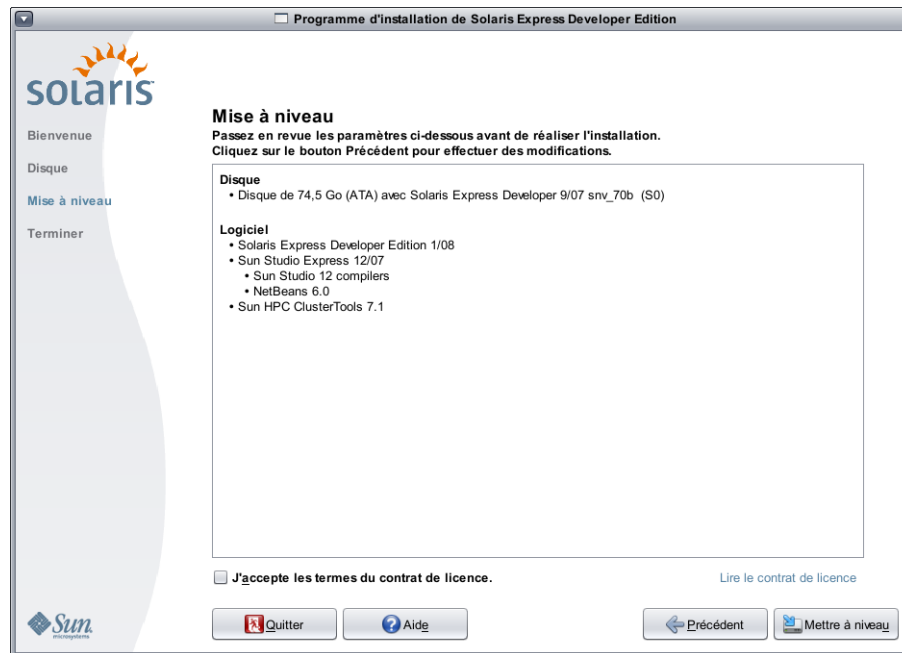 Programme d'installation de Solaris Express Developer Edition
solaris
Bienvenue
Disque
Mise à niveau
Terminer
Mise à niveau
Passez en revue les paramètres ci-dessous avant de réaliser l'installation.
Cliquez sur le bouton Précédent pour effectuer des modifications.
Disque
• Disque de 74,5 Go (ATA) avec Solaris Express Developer 9/07 snv_70b (S0)
Logiciel
• Solaris Express Developer Edition 1/08
• Sun Studio Express 12/07
• Sun Studio 12 compilers
• NetBeans 6.0
• Sun HPC ClusterTools 7.1
J'accepte les termes du contrat de licence.
Lire le contrat de licence
Sun
microsystems
Quitter
Aide
Précédent
Mettre à niveau